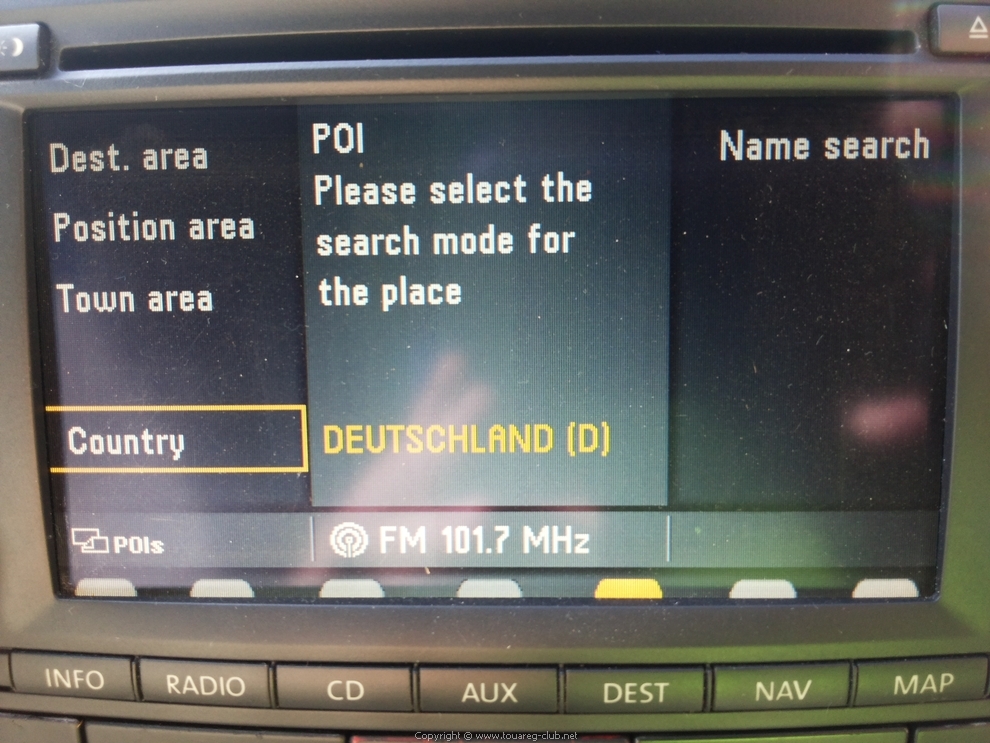 Dest. area
Position area
Town area
Country
POI
Please select the
search mode for
the place
DEUTSCHLAND (D)
Name search
POIs
FM 101.7 MHz
INFO
RADIO
CD
AUX
DEST
NAV
MAP
Copyright © www.touareg-club.net